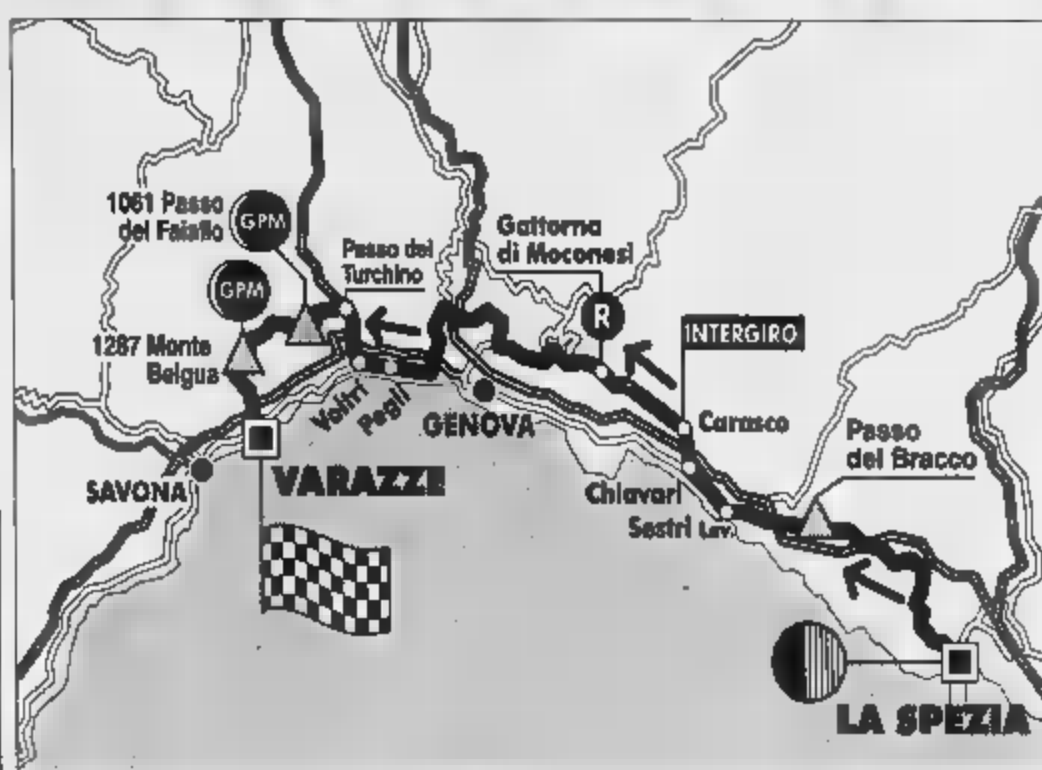 1061 Passo
del Faiallo
GPM
GPM
Passo del
Turchino
Gattorna
di Moconesi
R
INTERGIRO
1287 Monte
Beigua
Voltri
Pegli
GENOVA
Carasco
Passo
del Bracco
SAVONA
VARAZZE
Chiavari
Sestri Lev.
LA SPEZIA